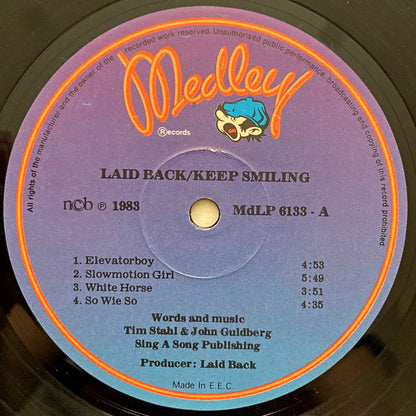 All rights of the manufacturer and the owner of the recorded work reserved. Unauthorised public performance, broadcasting and copying of this record prohibited.
Medley
®ecords
LAID BACK/KEEP SMILING
ncb ℗ 1983
MdLP 6133 - A
1. Elevatorboy 4:53
2. Slowmotion Girl 5:49
3. White Horse 3:51
4. So Wie So 4:35
Words and music
Tim Stahl & John Guldberg
Sing A Song Publishing
Producer: Laid Back
Made In E.E.C.